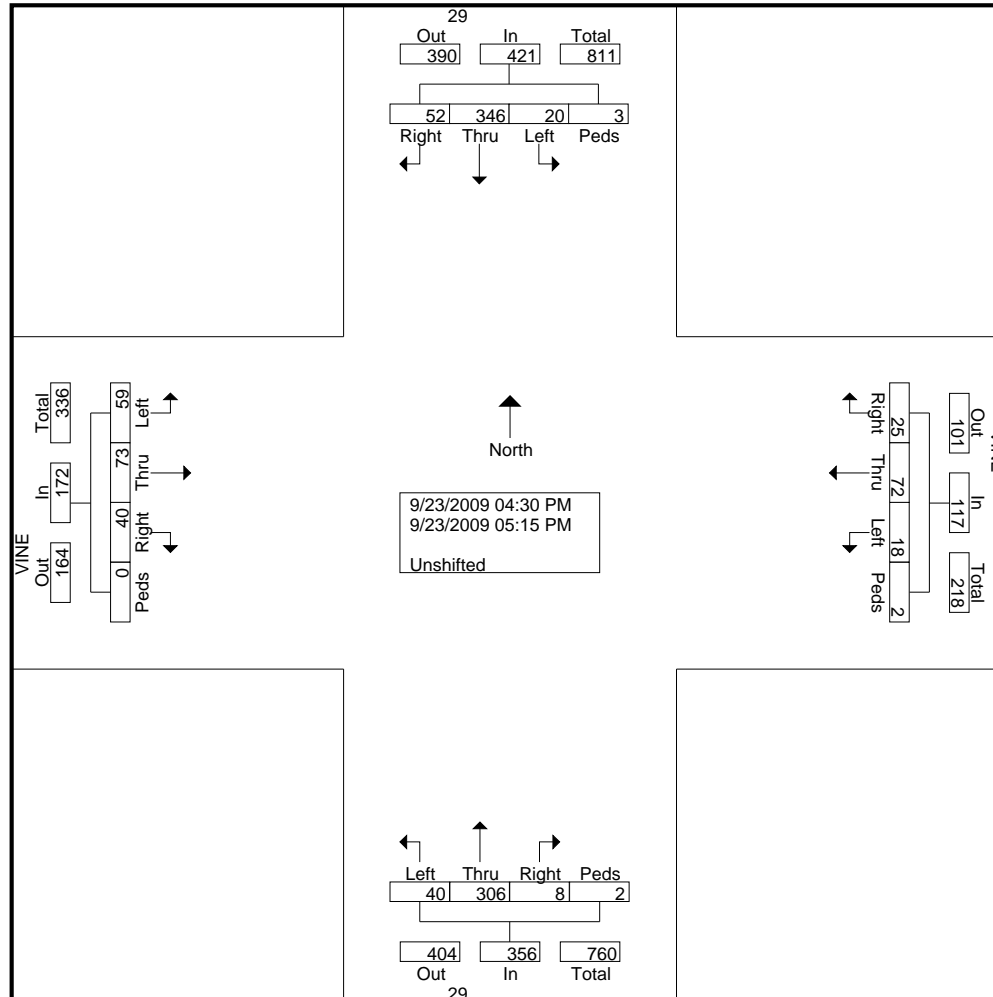 29
Out In Total
390 421 811
52 346 20 3
Right Thru Left Peds
Total 336
In 172
Out 164
VINE
Left 59
Thru 73
Right 40
Peds 0
North
9/23/2009 04:30 PM
9/23/2009 05:15 PM
Unshifted
Right 25
Thru 72
Left 18
Peds 2
Out 101
In 117
Total 218
VINE
Left Thru Right Peds
40 306 8 2
404 356 760
Out In Total
29